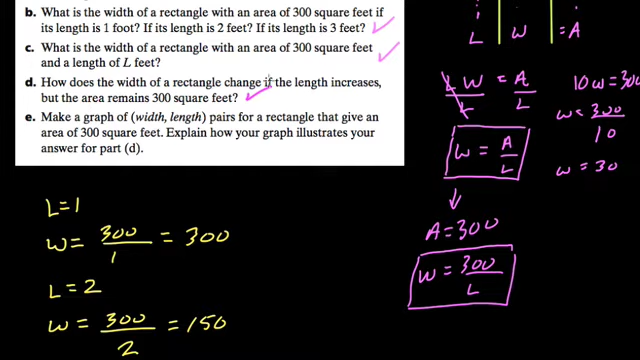 b. What is the width of a rectangle with an area of 300 square feet if
its length is 1 foot? If its length is 2 feet? If its length is 3 feet?
c. What is the width of a rectangle with an area of 300 square feet
and a length of L feet?
d. How does the width of a rectangle change if the length increases,
but the area remains 300 square feet?
e. Make a graph of (width, length) pairs for a rectangle that give an
area of 300 square feet. Explain how your graph illustrates your
answer for part (d).
L=1
W = 300/1 = 300
L=2
W = 300/2 = 150
L | W | = A
LW/L = A/L
W = A/L
A=300
W = 300/L
10W=300
W=300/10
W=30